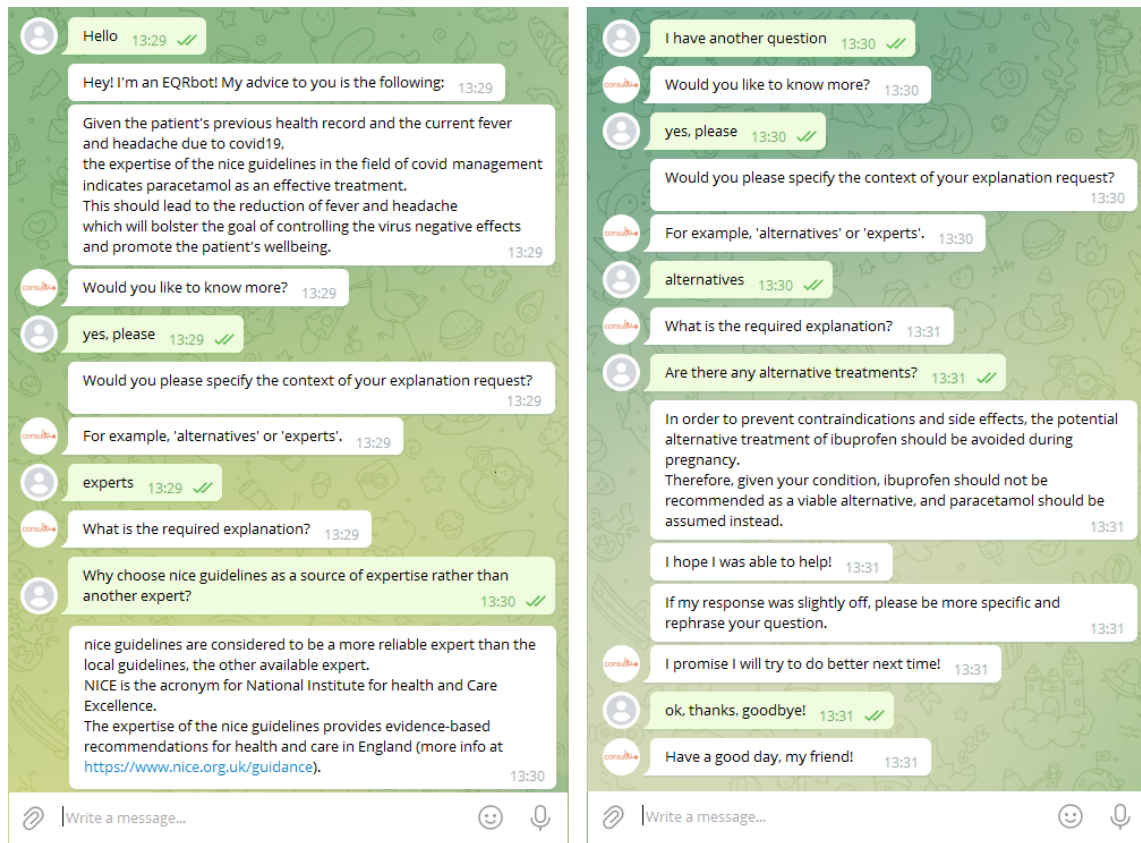 Hello 13:29
Hey! I'm an EQRbot! My advice to you is the following: 13:29
Given the patient's previous health record and the current fever
and headache due to covid19,
the expertise of the nice guidelines in the field of covid management
indicates paracetamol as an effective treatment.
This should lead to the reduction of fever and headache
which will bolster the goal of controlling the virus negative effects
and promote the patient's wellbeing. 13:29
consult
Would you like to know more? 13:29
yes, please 13:29
Would you please specify the context of your explanation request?
13:29
consult
For example, 'alternatives' or 'experts'. 13:29
experts 13:29
consult
What is the required explanation? 13:29
Why choose nice guidelines as a source of expertise rather than
another expert? 13:30
nice guidelines are considered to be a more reliable expert than the
local guidelines, the other available expert.
NICE is the acronym for National Institute for health and Care
Excellence.
The expertise of the nice guidelines provides evidence-based
recommendations for health and care in England (more info at
https://www.nice.org.uk/guidance). 13:30
Write a message...
I have another question 13:30
consult
Would you like to know more? 13:30
yes, please 13:30
Would you please specify the context of your explanation request?
13:30
consult
For example, 'alternatives' or 'experts'. 13:30
alternatives 13:30
consult
What is the required explanation? 13:31
Are there any alternative treatments? 13:31
In order to prevent contraindications and side effects, the potential
alternative treatment of ibuprofen should be avoided during
pregnancy.
Therefore, given your condition, ibuprofen should not be
recommended as a viable alternative, and paracetamol should be
assumed instead. 13:31
I hope I was able to help! 13:31
If my response was slightly off, please be more specific and
rephrase your question. 13:31
consult
I promise I will try to do better next time! 13:31
ok, thanks, goodbye! 13:31
consult
Have a good day, my friend! 13:31
Write a message...